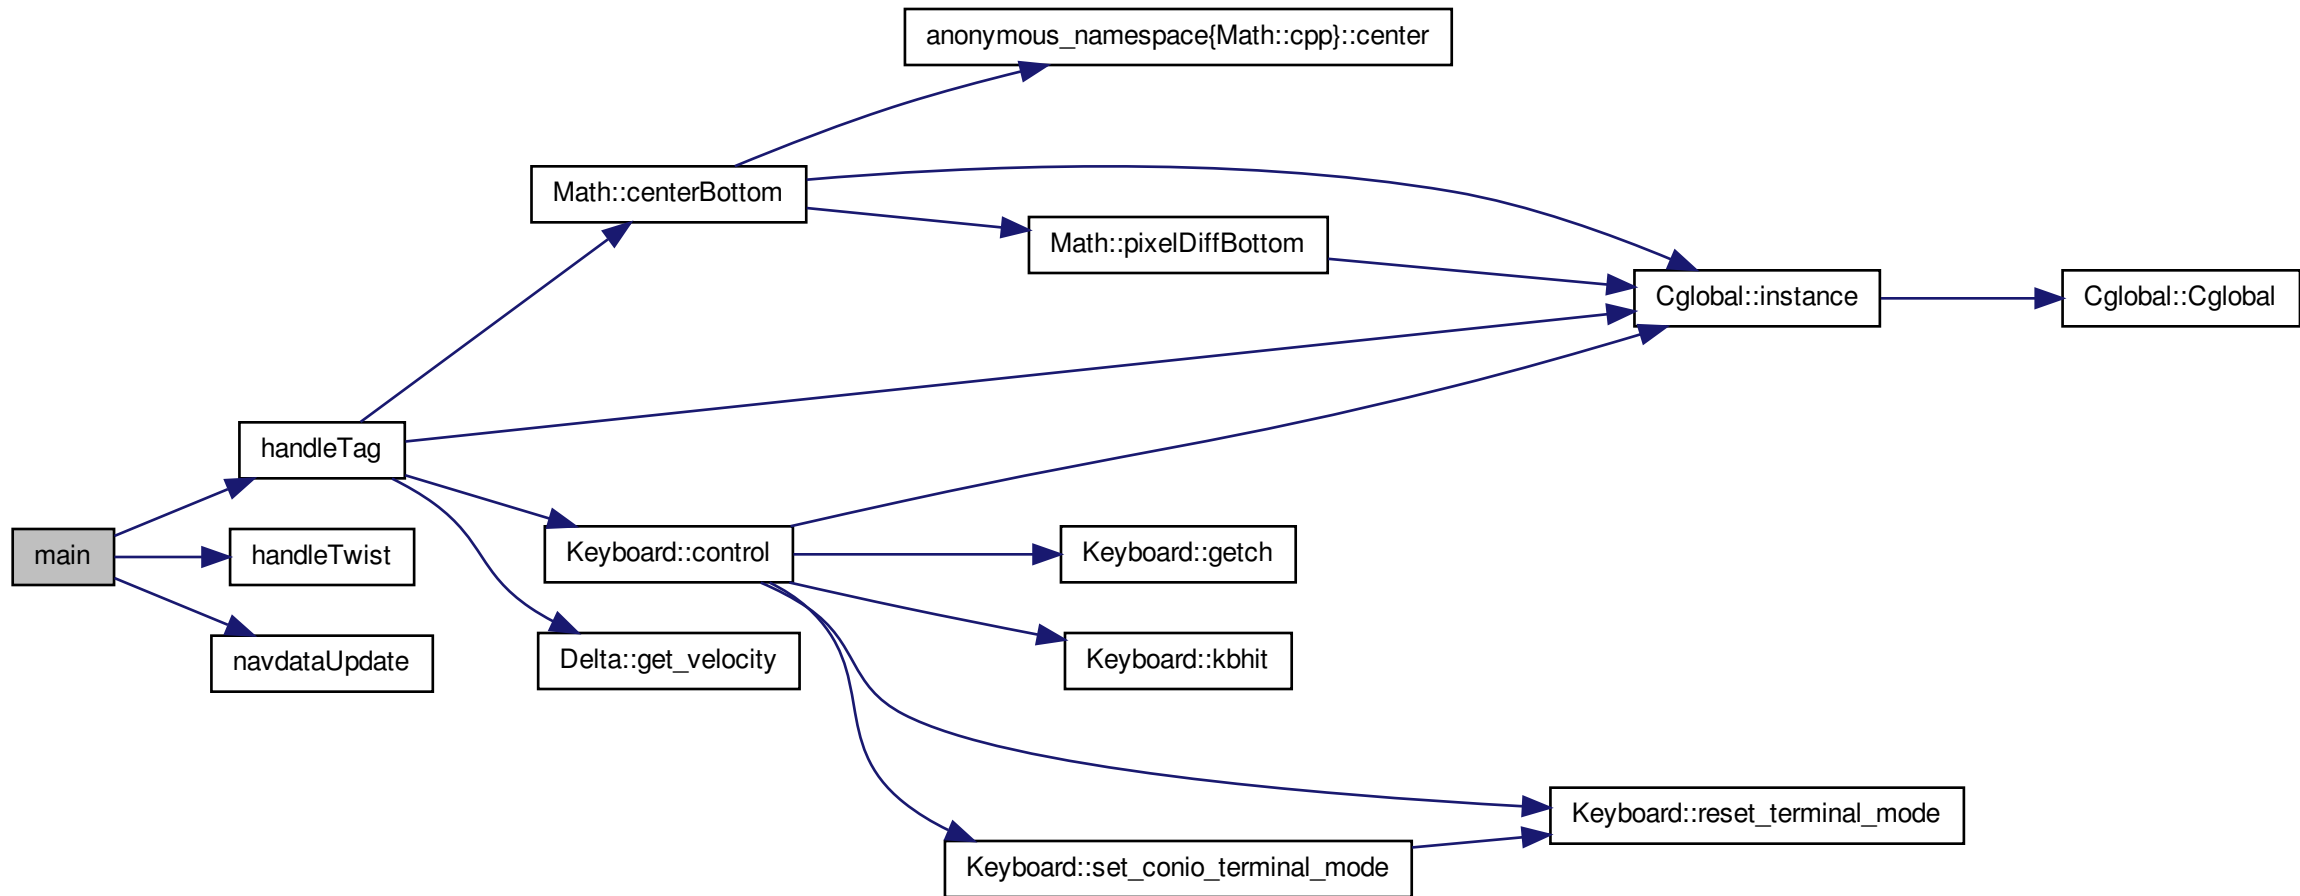 anonymous_namespace{Math::cpp}::center
Math::centerBottom
Math::pixelDiffBottom
Cglobal::instance
Cglobal::Cglobal
handleTag
main
handleTwist
navdataUpdate
Keyboard::control
Delta::get_velocity
Keyboard::getch
Keyboard::kbhit
Keyboard::reset_terminal_mode
Keyboard::set_conio_terminal_mode